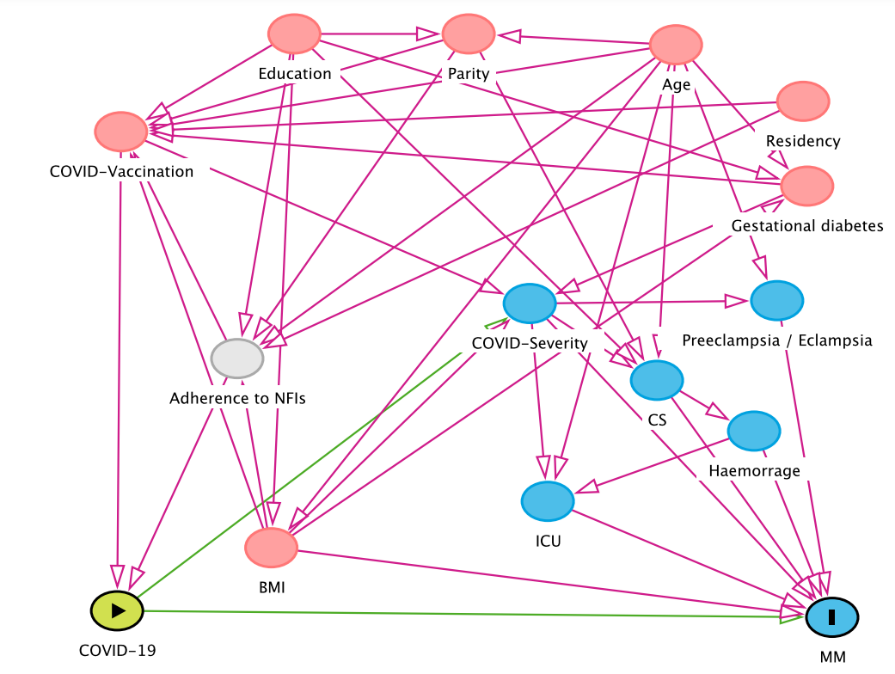 Education
Parity
Age
Residency
COVID-Vaccination
Gestational diabetes
COVID-Severity
Preeclampsia / Eclampsia
Adherence to NFIs
CS
Haemorrage
ICU
BMI
COVID-19
MM